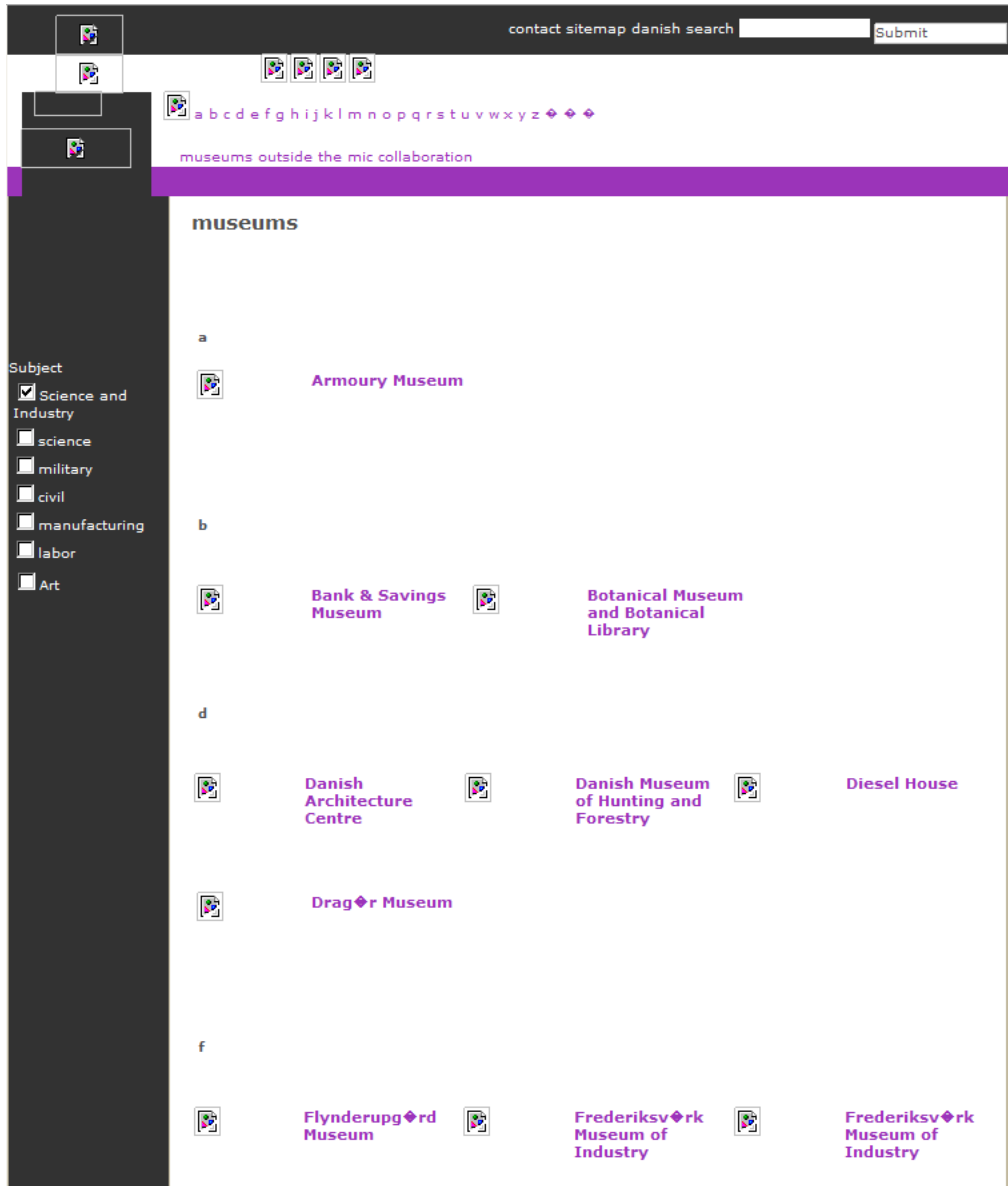 contact sitemap danish search Submit
a b c d e f g h i j k l m n o p q r s t u v w x y z � � �
museums outside the mic collaboration
museums
Subject
Science and
Industry
science
military
civil
manufacturing
labor
Art
a
Armoury Museum
b
Bank & Savings
Museum
Botanical Museum
and Botanical
Library
d
Danish
Architecture
Centre
Danish Museum
of Hunting and
Forestry
Diesel House
Drag�r Museum
f
Flynderupg�rd
Museum
Frederiksv�rk
Museum of
Industry
Frederiksv�rk
Museum of
Industry